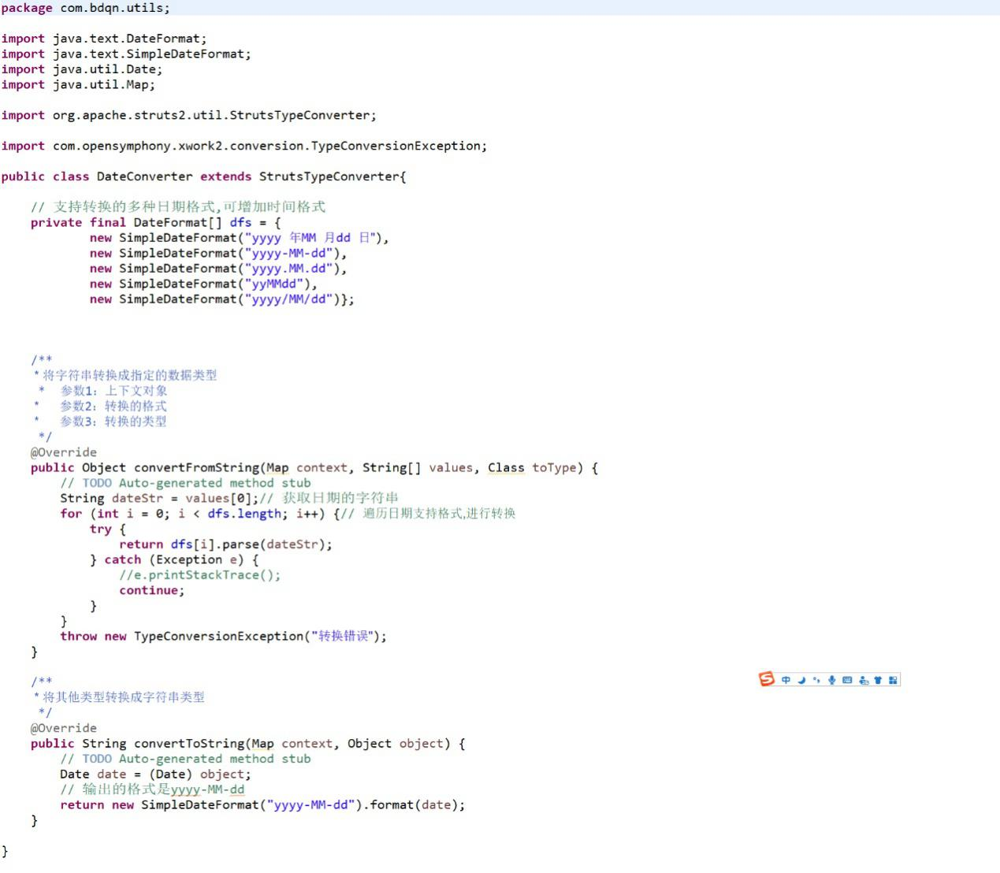 package com.bdqn.utils;
import java.text.DateFormat;
import java.text.SimpleDateFormat;
import java.util.Date;
import java.util.Map;
import org.apache.struts2.util.StrutsTypeConverter;
import com.opensymphony.xwork2.conversion.TypeConversionException;
public class DateConverter extends StrutsTypeConverter{
// 支持转换的多种日期格式,可增加时间格式
private final DateFormat[] dfs = {
new SimpleDateFormat("yyyy 年MM 月dd 日"),
new SimpleDateFormat("yyyy-MM-dd"),
new SimpleDateFormat("yyyy.MM.dd"),
new SimpleDateFormat("yyMMdd"),
new SimpleDateFormat("yyyy/MM/dd")};
/**
* 将字符串转换成指定的数据类型
* 参数1：上下文对象
* 参数2：转换的格式
* 参数3：转换的类型
*/
@Override
public Object convertFromString(Map context, String[] values, Class toType) {
// TODO Auto-generated method stub
String dateStr = values[0];// 获取日期的字符串
for (int i = 0; i < dfs.length; i++) {// 遍历日期支持格式,进行转换
try {
return dfs[i].parse(dateStr);
} catch (Exception e) {
//e.printStackTrace();
continue;
}
}
throw new TypeConversionException("转换错误");
}
/**
* 将其他类型转换成字符串类型
*/
@Override
public String convertToString(Map context, Object object) {
// TODO Auto-generated method stub
Date date = (Date) object;
// 输出的格式是yyyy-MM-dd
return new SimpleDateFormat("yyyy-MM-dd").format(date);
}
}
中